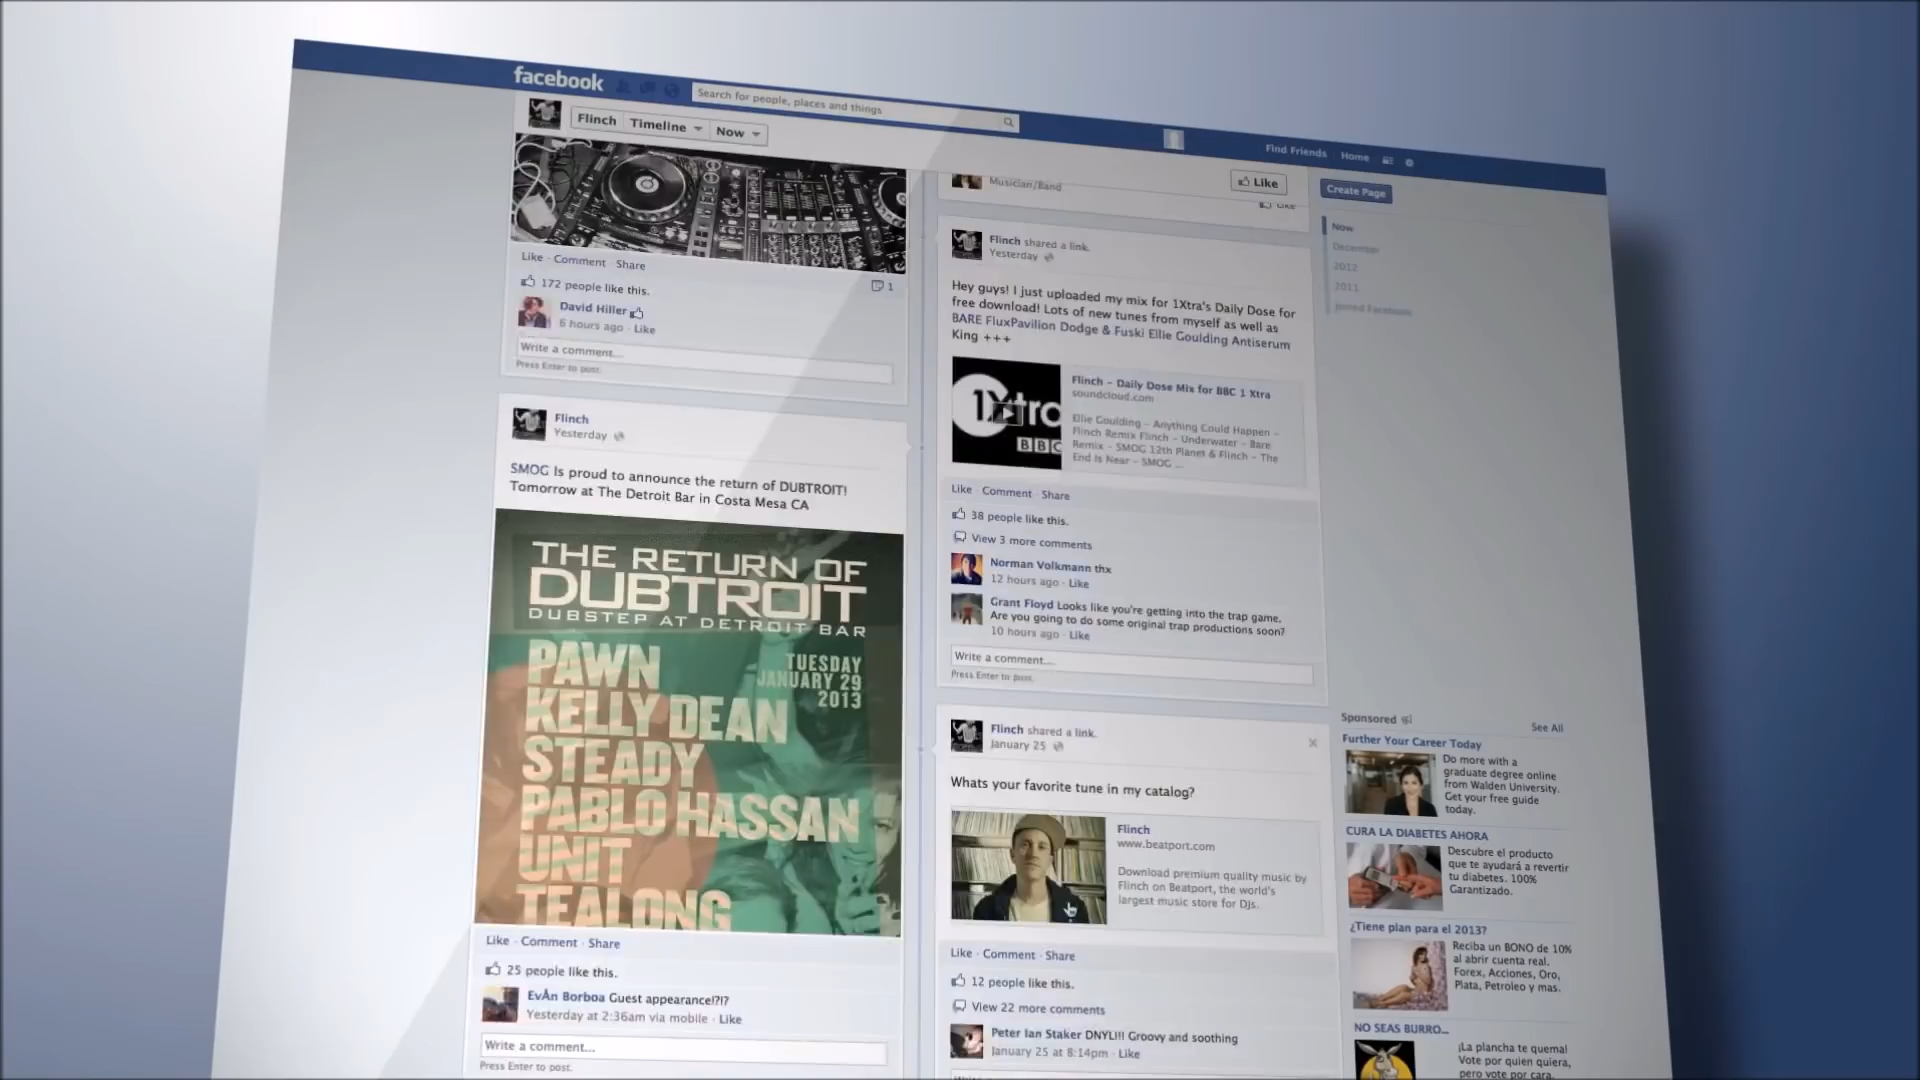 facebook
Search for people, places and things
Find Friends
Home
Flinch
Timeline
Now
Like · Comment · Share
172 people like this.
1
David Hiller
6 hours ago · Like
Write a comment...
Press Enter to post.
Flinch
Yesterday
SMOG Is proud to announce the return of DUBTROIT!
Tomorrow at The Detroit Bar in Costa Mesa CA
THE RETURN OF
DUBTROIT
DUBSTEP AT DETROIT BAR
TUESDAY
JANUARY 29
2013
PAWN
KELLY DEAN
STEADY
PABLO HASSAN
UNIT
TEALONG
Like · Comment · Share
25 people like this.
EvÅn Borboa Guest appearance!?!?
Yesterday at 2:36am via mobile · Like
Write a comment...
Press Enter to post.
Musician/Band
Like
Like
Flinch shared a link.
Yesterday
Hey guys! I just uploaded my mix for 1Xtra's Daily Dose for
free download! Lots of new tunes from myself as well as
BARE FluxPavilion Dodge & Fuski Ellie Goulding Antiserum
King +++
1Xtra
BBC
Flinch – Daily Dose Mix for BBC 1 Xtra
soundcloud.com
Ellie Goulding – Anything Could Happen –
Flinch Remix Flinch – Underwater – Bare
Remix – SMOG 12th Planet & Flinch – The
End Is Near – SMOG ...
Like · Comment · Share
38 people like this.
View 3 more comments
Norman Volkmann thx
12 hours ago · Like
Grant Floyd Looks like you're getting into the trap game.
Are you going to do some original trap productions soon?
10 hours ago · Like
Write a comment...
Press Enter to post.
Flinch shared a link.
January 25
Whats your favorite tune in my catalog?
Flinch
www.beatport.com
Download premium quality music by
Flinch on Beatport, the world's
largest music store for DJs.
Like · Comment · Share
12 people like this.
View 22 more comments
Peter Ian Staker DNYL!!! Groovy and soothing
January 25 at 8:14pm · Like
Create Page
Now
December
2012
2011
Joined Facebook
Sponsored
See All
Further Your Career Today
Do more with a
graduate degree online
from Walden University.
Get your free guide
today.
CURA LA DIABETES AHORA
Descubre el producto
que te ayudará a revertir
tu diabetes. 100%
Garantizado.
¿Tiene plan para el 2013?
Reciba un BONO de 10%
al abrir cuenta real.
Forex, Acciones, Oro,
Plata, Petroleo y mas.
NO SEAS BURRO...
¡La plancha te quema!
Vote por quien quiera,
pero vote por cara.